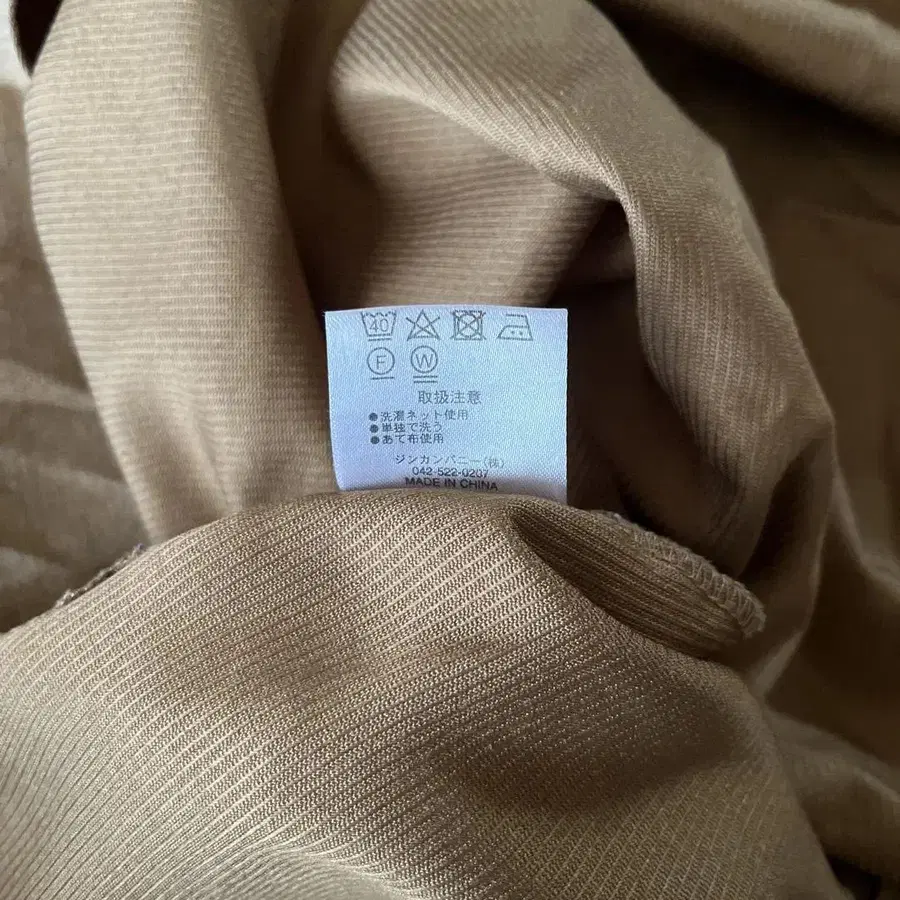 40
F W
取扱注意
●洗濯ネット使用
●単独で洗う
●あて布使用
ジンカンパニー(株)
042-522-0207
MADE IN CHINA